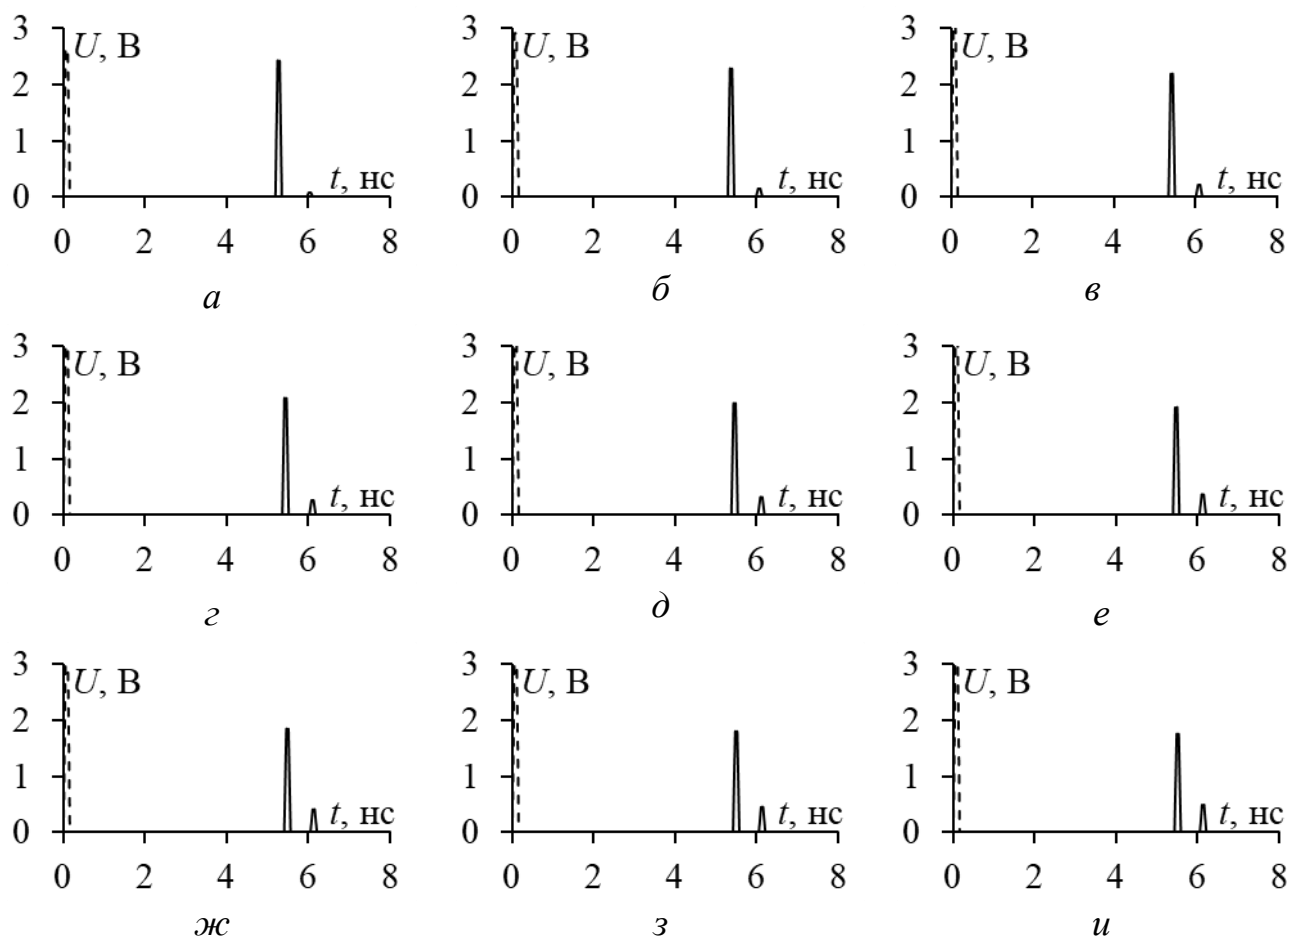 3 U, В 3 U, В 3 U, В
2 2 2
1 1 1
0 t, нс 0 t, нс 0 t, нс
0 2 4 6 8 0 2 4 6 8 0 2 4 6 8
а б в
3 U, В 3 U, В 3 U, В
2 2 2
1 1 1
0 t, нс 0 t, нс 0 t, нс
0 2 4 6 8 0 2 4 6 8 0 2 4 6 8
г д е
3 U, В 3 U, В 3 U, В
2 2 2
1 1 1
0 t, нс 0 t, нс 0 t, нс
0 2 4 6 8 0 2 4 6 8 0 2 4 6 8
ж з и